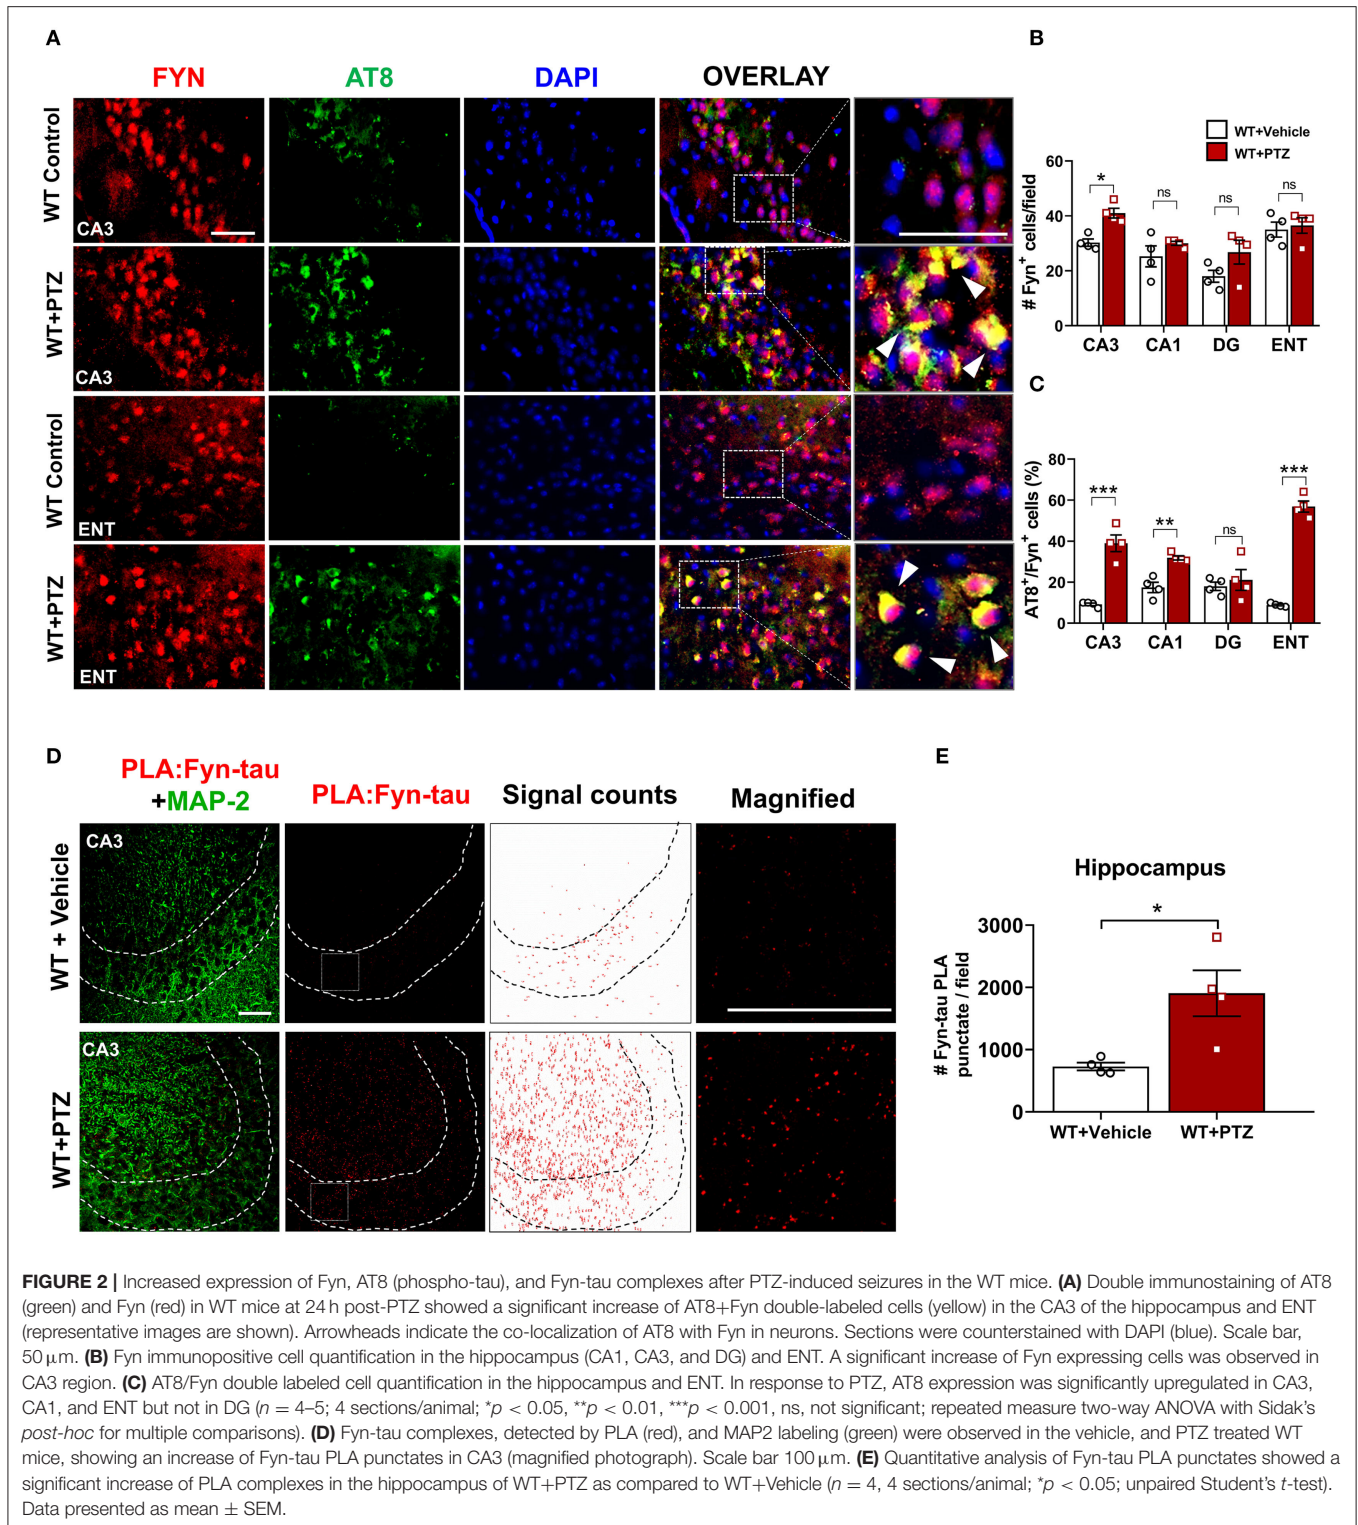 A
FYN AT8 DAPI OVERLAY
WT Control
CA3
WT+PTZ
CA3
WT Control
ENT
WT+PTZ
ENT
B
WT+Vehicle
WT+PTZ
# Fyn⁺ cells/field
60
40
20
0
* ns ns ns
CA3 CA1 DG ENT
C
AT8⁺/Fyn⁺ cells (%)
80
60
40
20
0
*** ** ns ***
CA3 CA1 DG ENT
D
PLA:Fyn-tau
+MAP-2
PLA:Fyn-tau
Signal counts
Magnified
WT + Vehicle
CA3
WT+PTZ
CA3
E
Hippocampus
*
# Fyn-tau PLA
punctate / field
3000
2000
1000
0
WT+Vehicle WT+PTZ
FIGURE 2 | Increased expression of Fyn, AT8 (phospho-tau), and Fyn-tau complexes after PTZ-induced seizures in the WT mice. (A) Double immunostaining of AT8
(green) and Fyn (red) in WT mice at 24 h post-PTZ showed a significant increase of AT8+Fyn double-labeled cells (yellow) in the CA3 of the hippocampus and ENT
(representative images are shown). Arrowheads indicate the co-localization of AT8 with Fyn in neurons. Sections were counterstained with DAPI (blue). Scale bar,
50 μm. (B) Fyn immunopositive cell quantification in the hippocampus (CA1, CA3, and DG) and ENT. A significant increase of Fyn expressing cells was observed in
CA3 region. (C) AT8/Fyn double labeled cell quantification in the hippocampus and ENT. In response to PTZ, AT8 expression was significantly upregulated in CA3,
CA1, and ENT but not in DG (n = 4–5; 4 sections/animal; *p < 0.05, **p < 0.01, ***p < 0.001, ns, not significant; repeated measure two-way ANOVA with Sidak's
post-hoc for multiple comparisons). (D) Fyn-tau complexes, detected by PLA (red), and MAP2 labeling (green) were observed in the vehicle, and PTZ treated WT
mice, showing an increase of Fyn-tau PLA punctates in CA3 (magnified photograph). Scale bar 100 μm. (E) Quantitative analysis of Fyn-tau PLA punctates showed a
significant increase of PLA complexes in the hippocampus of WT+PTZ as compared to WT+Vehicle (n = 4, 4 sections/animal; *p < 0.05; unpaired Student's t-test).
Data presented as mean ± SEM.